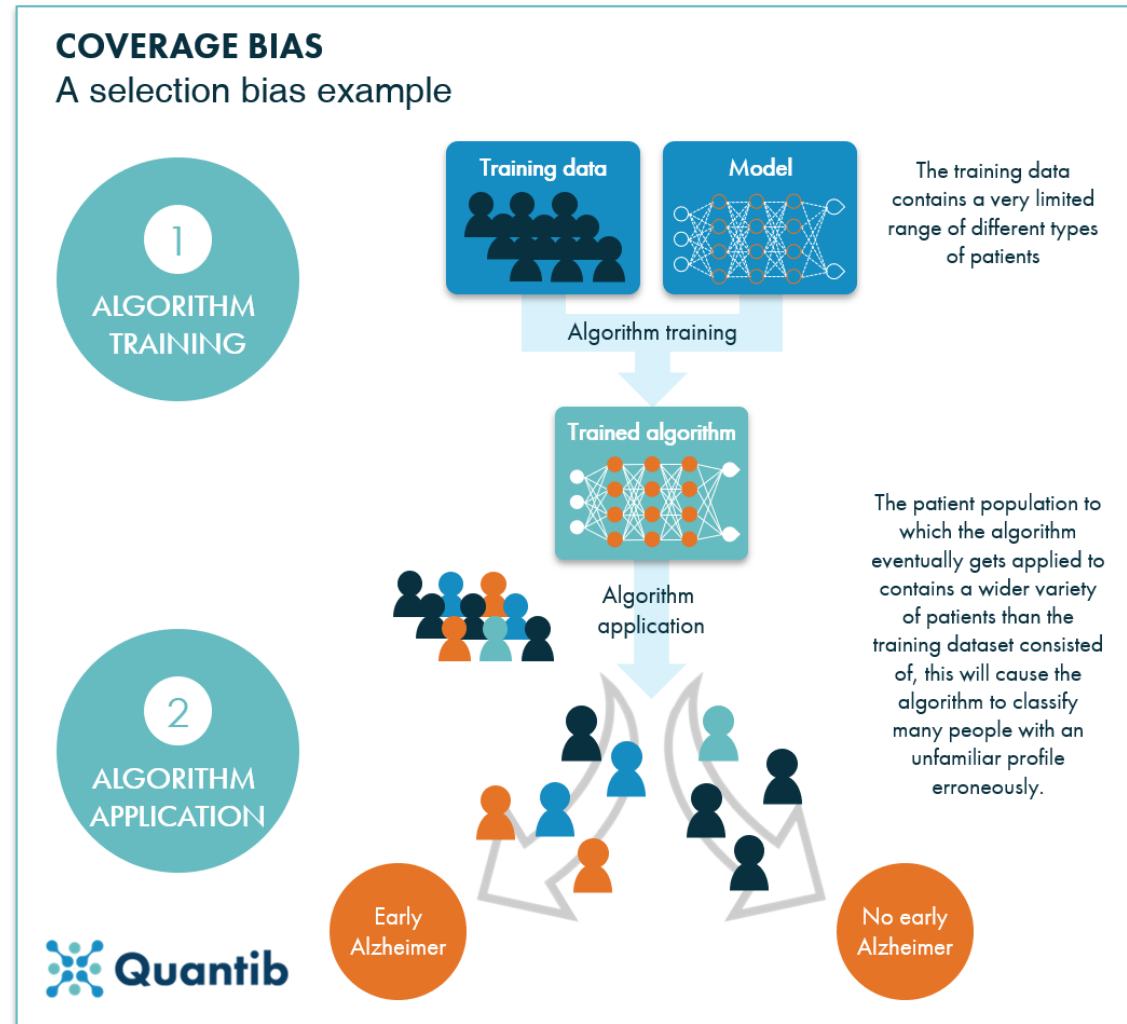 COVERAGE BIAS
A selection bias example
1
ALGORITHM
TRAINING
Training data
Model
The training data
contains a very limited
range of different types
of patients
Algorithm training
Trained algorithm
The patient population to
which the algorithm
eventually gets applied to
contains a wider variety
of patients than the
training dataset consisted
of, this will cause the
algorithm to classify
many people with an
unfamiliar profile
erroneously.
Algorithm
application
2
ALGORITHM
APPLICATION
Early
Alzheimer
No early
Alzheimer
Quantib